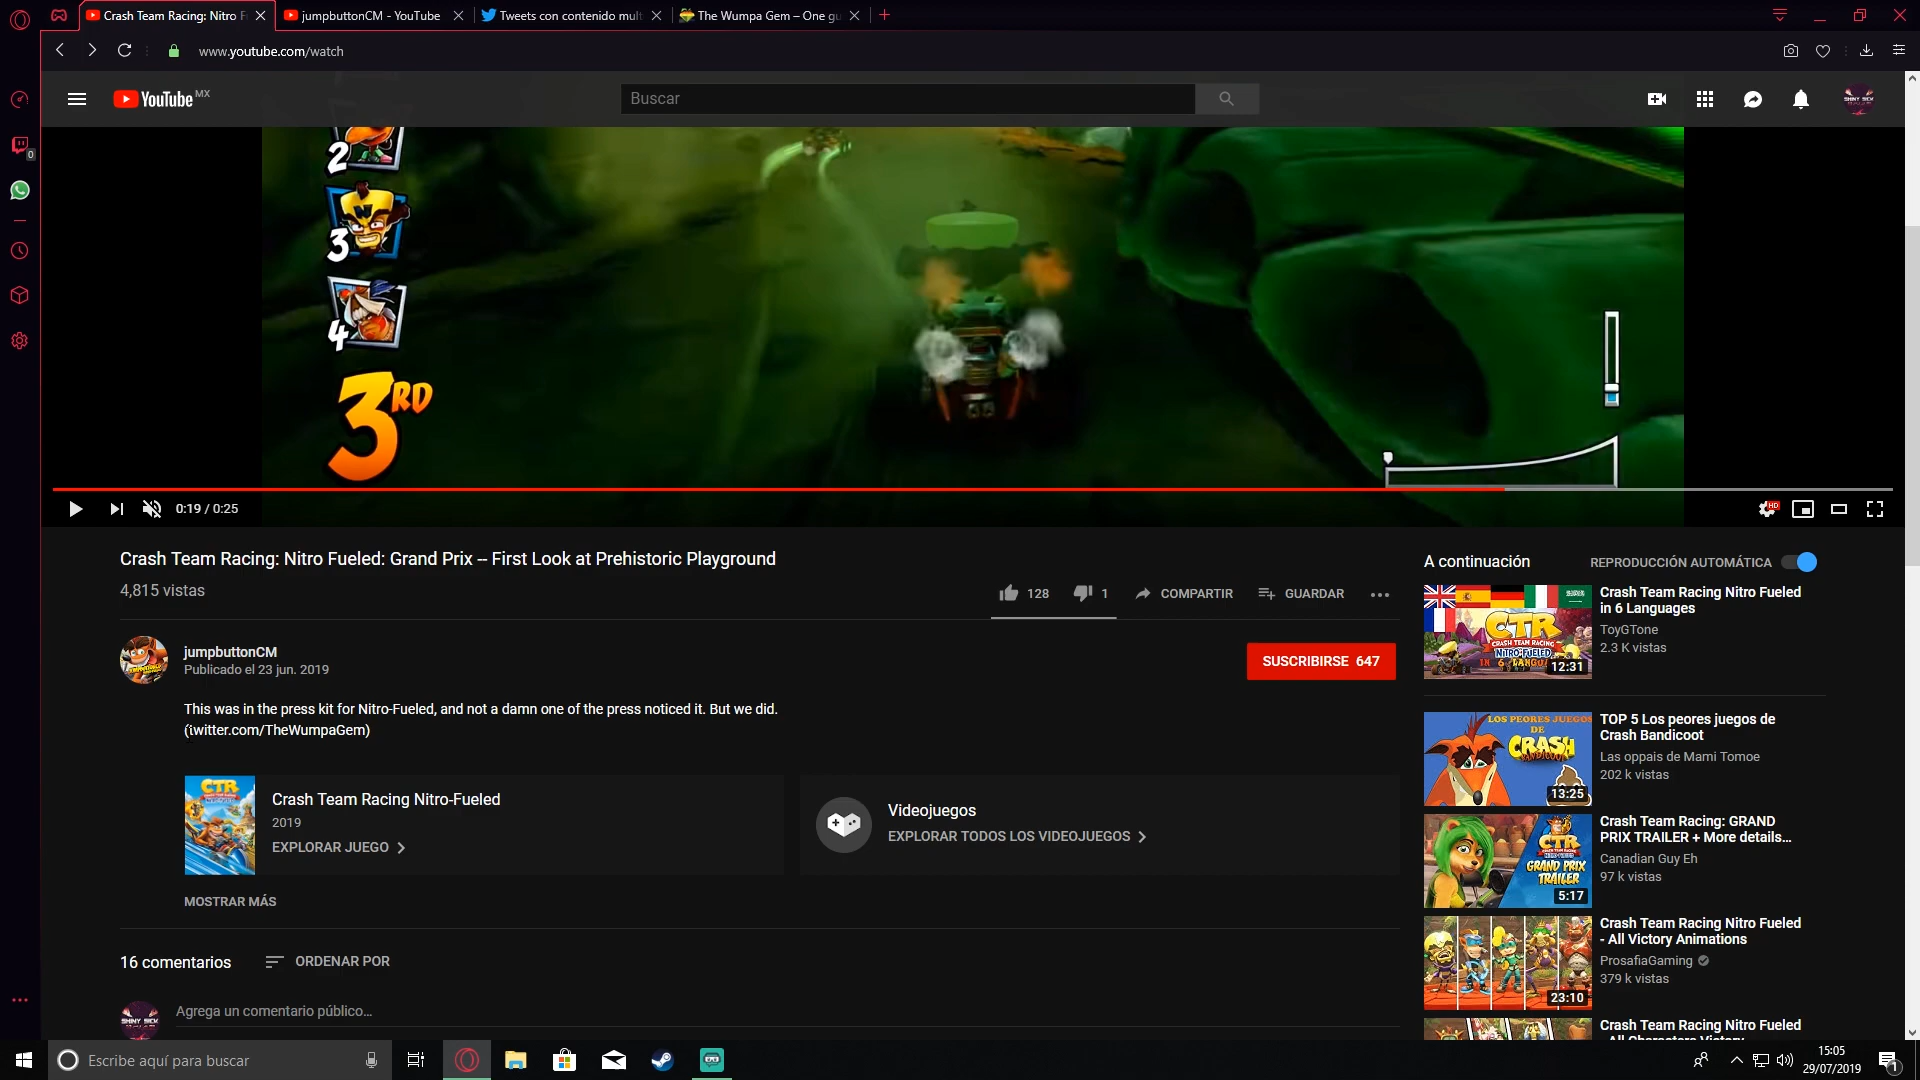 Crash Team Racing: Nitro F
jumpbuttonCM - YouTube
Tweets con contenido mul
The Wumpa Gem – One gu
www.youtube.com/watch
0
YouTube MX
Buscar
2
3
4
3RD
0:19 / 0:25
HD
Crash Team Racing: Nitro Fueled: Grand Prix -- First Look at Prehistoric Playground
4,815 vistas
128
1
COMPARTIR
GUARDAR
jumpbuttonCM
Publicado el 23 jun. 2019
SUSCRIBIRSE 647
This was in the press kit for Nitro-Fueled, and not a damn one of the press noticed it. But we did.
(twitter.com/TheWumpaGem)
CTR
Crash Team Racing Nitro-Fueled
2019
EXPLORAR JUEGO
Videojuegos
EXPLORAR TODOS LOS VIDEOJUEGOS
MOSTRAR MÁS
16 comentarios
ORDENAR POR
Agrega un comentario público...
A continuación
REPRODUCCIÓN AUTOMÁTICA
CTR
CRASH TEAM RACING
NITRO-FUELED
12:31
Crash Team Racing Nitro Fueled
in 6 Languages
ToyGTone
2.3 K vistas
LOS PEORES JUEGOS
DE
CRASH
BANDICOOT
13:25
TOP 5 Los peores juegos de
Crash Bandicoot
Las oppais de Mami Tomoe
202 k vistas
CTR
GRAND PRIX
TRAILER
5:17
Crash Team Racing: GRAND
PRIX TRAILER + More details...
Canadian Guy Eh
97 k vistas
23:10
Crash Team Racing Nitro Fueled
- All Victory Animations
ProsafiaGaming
379 k vistas
Crash Team Racing Nitro Fueled
- All Characters Victory
Escribe aquí para buscar
15:05
29/07/2019
1